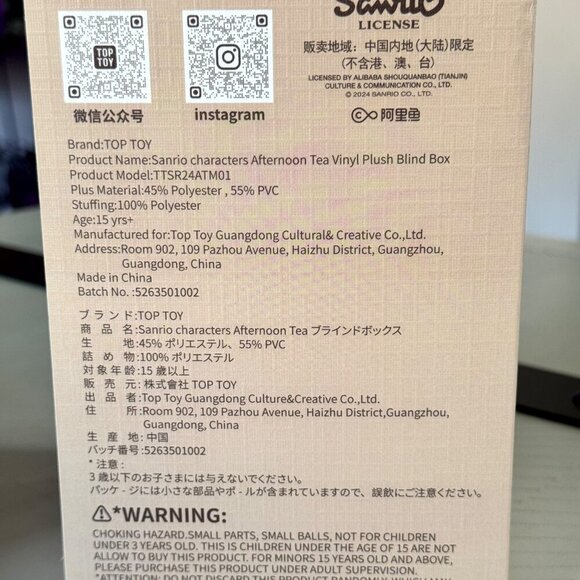 TOP TOY
Sanrio
LICENSE
贩卖地域：中国内地（大陆）限定
（不含港、澳、台）
LICENSED BY ALIBABA SHOUQUANBAO (TIANJIN)
CULTURE & COMMUNICATION CO., LTD.
© 2024 SANRIO CO., LTD.
阿里鱼
微信公众号
instagram
Brand:TOP TOY
Product Name:Sanrio characters Afternoon Tea Vinyl Plush Blind Box
Product Model:TTSR24ATM01
Plus Material:45% Polyester , 55% PVC
Stuffing:100% Polyester
Age:15 yrs+
Manufactured for:Top Toy Guangdong Cultural& Creative Co.,Ltd.
Address:Room 902, 109 Pazhou Avenue, Haizhu District, Guangzhou,
Guangdong, China
Made in China
Batch No. :5263501002
ブランド:TOP TOY
商品名:Sanrio characters Afternoon Tea ブラインドボックス
生地:45% ポリエステル、55% PVC
詰め物:100% ポリエステル
対象年齢:15 歳以上
販売元:株式會社 TOP TOY
出品者:Top Toy Guangdong Culture&Creative Co.,Ltd.
住所:Room 902, 109 Pazhou Avenue, Haizhu District,Guangzhou,
Guangdong, China
生産地:中国
バッチ番号:5263501002
*注意:
3 歳以下のお子さまには与えないでください。
パッケ - ジには小さな部品やボ - ルが含まれていますので、誤飲にご注意ください。
⚠*WARNING:
CHOKING HAZARD.SMALL PARTS, SMALL BALLS, NOT FOR CHILDREN
UNDER 3 YEARS OLD. THIS IS CHILDREN UNDER THE AGE OF 15 ARE NOT
ALLOW TO BUY THIS PRODUCT. FOR MINORS 15 YEARS OLD AND ABOVE,
PLEASE PURCHASE THIS PRODUCT UNDER ADULT SUPERVISION.
*ATTENTION: DO NOT DISCARD THIS PRODUCT RANDOMLY